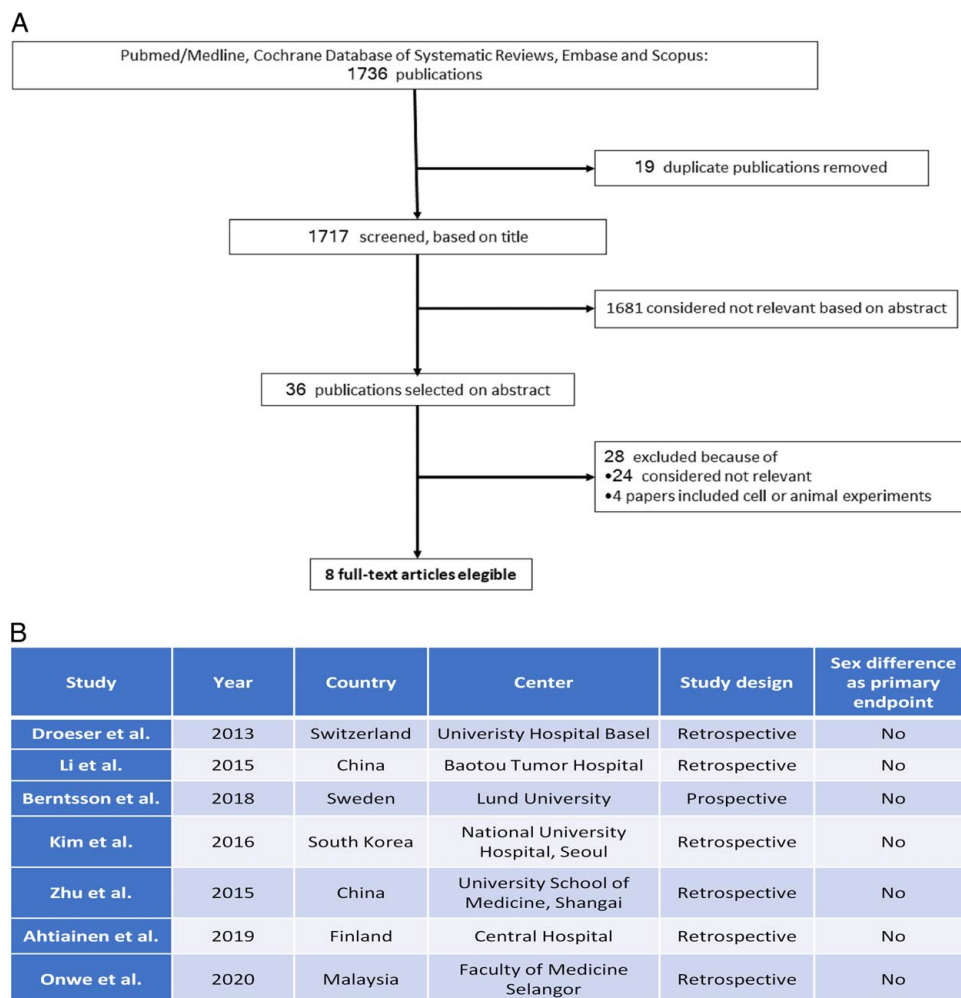 A
Pubmed/Medline, Cochrane Database of Systematic Reviews, Embase and Scopus:
1736 publications
19 duplicate publications removed
1717 screened, based on title
1681 considered not relevant based on abstract
36 publications selected on abstract
28 excluded because of
•24 considered not relevant
•4 papers included cell or animal experiments
8 full-text articles elegible
B
Study Year Country Center Study design Sex difference as primary endpoint
Droeser et al. 2013 Switzerland Univeristy Hospital Basel Retrospective No
Li et al. 2015 China Baotou Tumor Hospital Retrospective No
Berntsson et al. 2018 Sweden Lund University Prospective No
Kim et al. 2016 South Korea National University Hospital, Seoul Retrospective No
Zhu et al. 2015 China University School of Medicine, Shangai Retrospective No
Ahtiainen et al. 2019 Finland Central Hospital Retrospective No
Onwe et al. 2020 Malaysia Faculty of Medicine Selangor Retrospective No